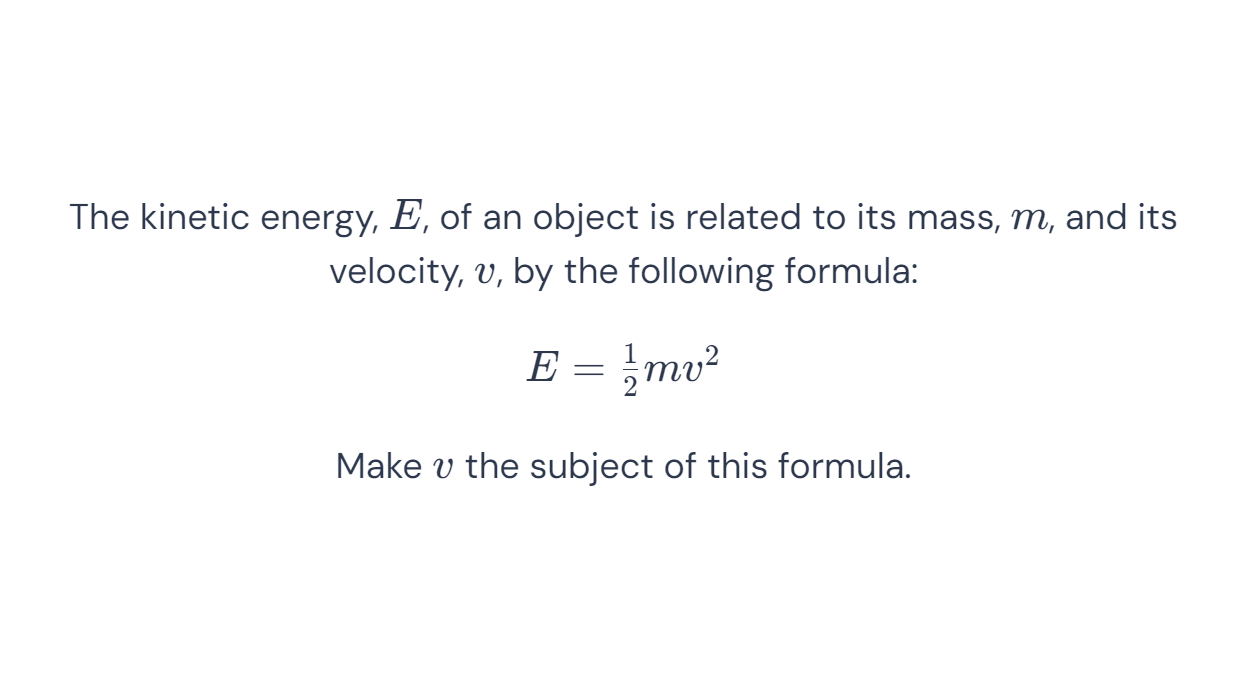 The kinetic energy, E, of an object is related to its mass, m, and its
velocity, v, by the following formula:
E = \frac{1}{2}mv^2
Make v the subject of this formula.